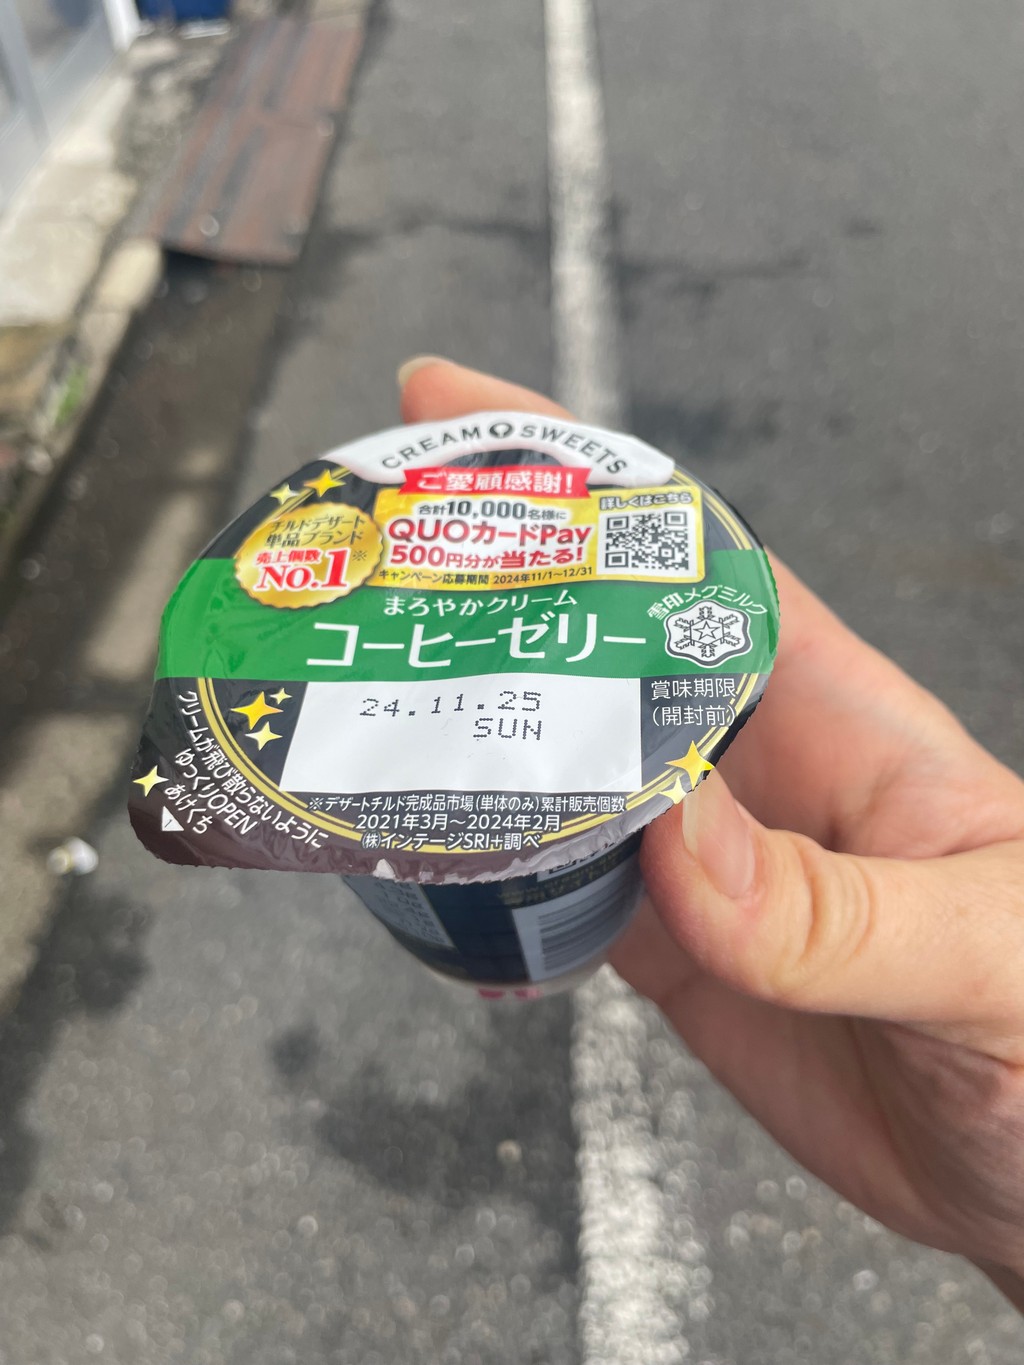 CREAM SWEETS
ご愛顧感謝!
合計10,000名様に
QUOカードPay
500円分が当たる!
キャンペーン応募期間 2024年11/1~12/31
詳しくはこちら
チルドデザート
単品ブランド
売上個数※
No.1
まろやかクリーム
コーヒーゼリー
雪印メグミルク
24.11.25
SUN
賞味期限
(開封前)
クリームが飛び散らないように
ゆっくりOPEN
あけくち
※デザートチルド完成品市場(単体のみ)累計販売個数
2021年3月~2024年2月
㈱インテージSRI+調べ